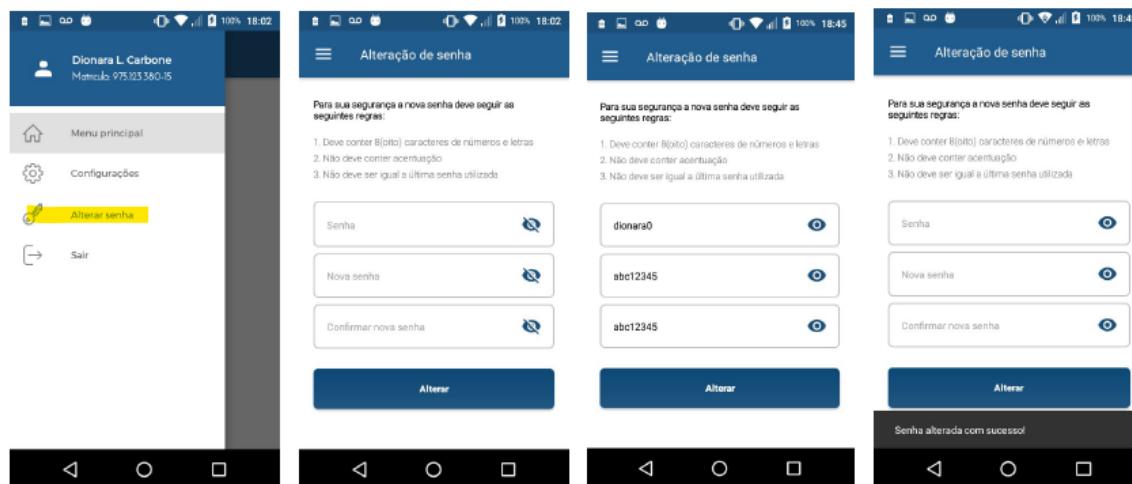 100% 18:02
Dionara L. Carbone
Matricula: 975.123.380-15
Menu principal
Configurações
Alterar senha
Sair
100% 18:02
Alteração de senha
Para sua segurança a nova senha deve seguir as
seguintes regras:
1. Deve conter 8(oito) caracteres de números e letras
2. Não deve conter acentuação
3. Não deve ser igual a última senha utilizada
Senha
Nova senha
Confirmar nova senha
Alterar
100% 18:45
Alteração de senha
Para sua segurança a nova senha deve seguir as
seguintes regras:
1. Deve conter 8(oito) caracteres de números e letras
2. Não deve conter acentuação
3. Não deve ser igual a última senha utilizada
dionara0
abc12345
abc12345
Alterar
100% 18:4
Alteração de senha
Para sua segurança a nova senha deve seguir as
seguintes regras:
1. Deve conter 8(oito) caracteres de números e letras
2. Não deve conter acentuação
3. Não deve ser igual a última senha utilizada
Senha
Nova senha
Confirmar nova senha
Alterar
Senha alterada com sucesso!